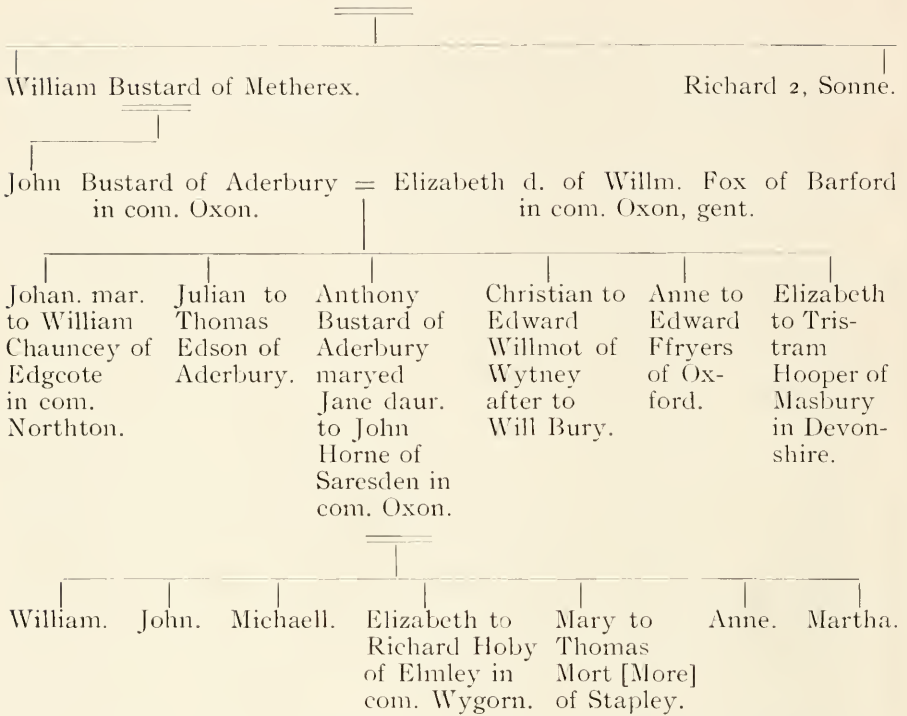 William Bustard of Metherex.
Richard 2, Sonne.
John Bustard of Aderbury = Elizabeth d. of Willm. Fox of Barford
in com. Oxon.
in com. Oxon, gent.
Johan. mar.
to William
Chauncey of
Edgcote
in com.
Northton.
Julian to
Thomas
Edson of
Aderbury.
Anthony
Bustard of
Aderbury
maryed
Jane daur.
to John
Horne of
Saresden in
com. Oxon.
Christian to
Edward
Willmot of
Wytney
after to
Will Bury.
Anne to
Edward
Ffryers
of Ox-
ford.
Elizabeth
to Tris-
tram
Hooper of
Masbury
in Devon-
shire.
William.
John.
Michaell.
Elizabeth to
Richard Hoby
of Elmley in
com. Wygorn.
Mary to
Thomas
Mort [More]
of Stapley.
Anne.
Martha.